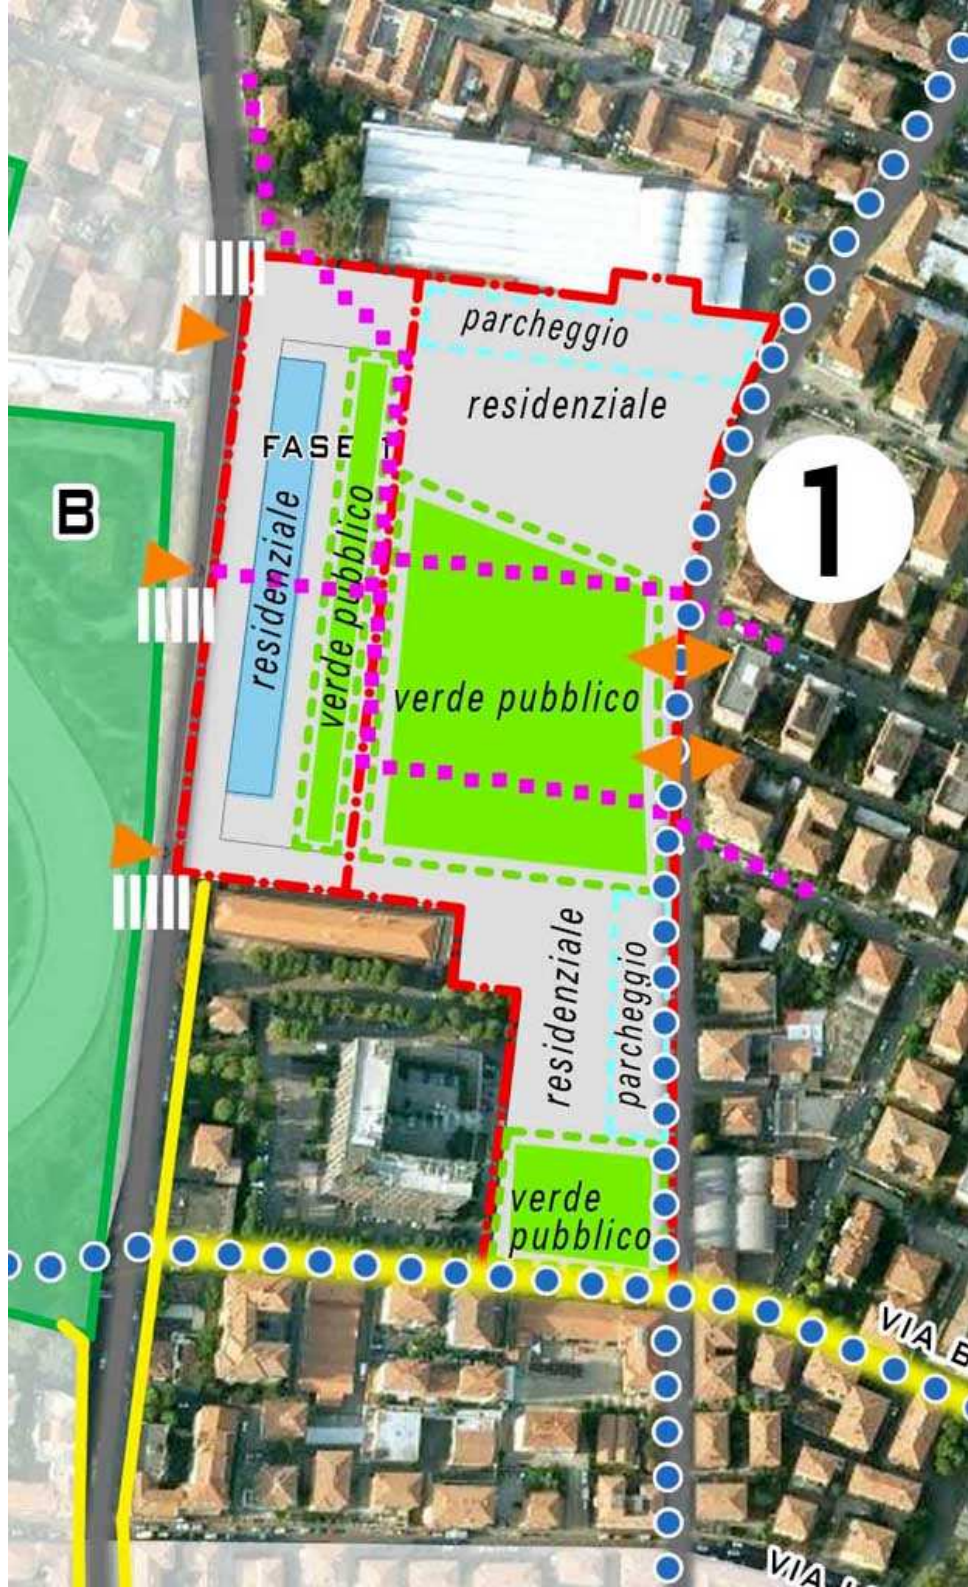 parcheggio
residenziale
FASE 1
B
1
residenziale
verde pubblico
verde pubblico
residenziale
parcheggio
verde
pubblico
VIA B
VIA